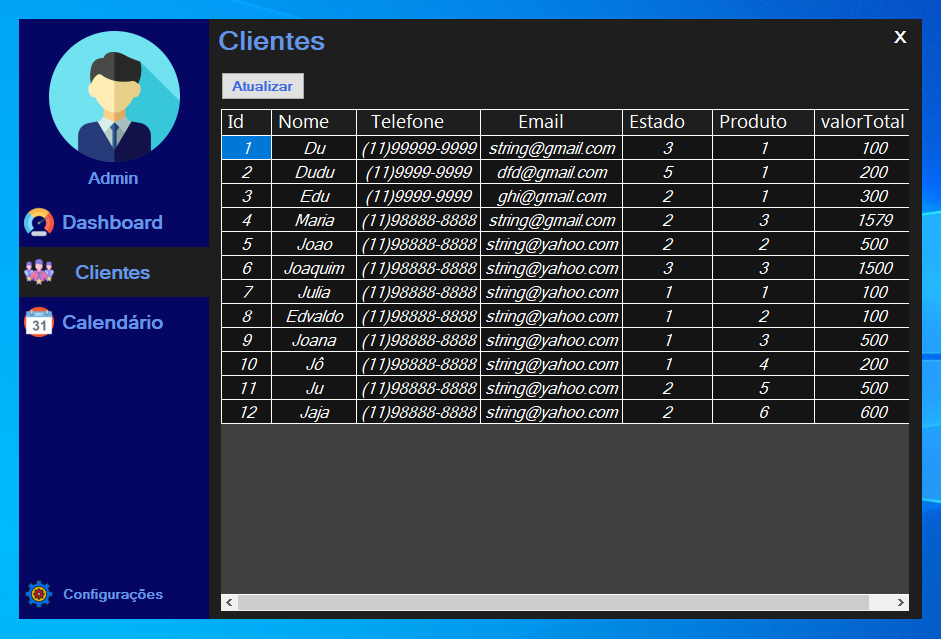 Clientes
X
Atualizar
Admin
Dashboard
Clientes
31
Calendário
Configurações
Id Nome Telefone Email Estado Produto valorTotal
1 Du (11)99999-9999 string@gmail.com 3 1 100
2 Dudu (11)9999-9999 dfd@gmail.com 5 1 200
3 Edu (11)9999-9999 ghi@gmail.com 2 1 300
4 Maria (11)98888-8888 string@gmail.com 2 3 1579
5 Joao (11)98888-8888 string@yahoo.com 2 2 500
6 Joaquim (11)98888-8888 string@yahoo.com 3 3 1500
7 Julia (11)98888-8888 string@yahoo.com 1 1 100
8 Edvaldo (11)98888-8888 string@yahoo.com 1 2 100
9 Joana (11)98888-8888 string@yahoo.com 1 3 500
10 Jô (11)98888-8888 string@yahoo.com 1 4 200
11 Ju (11)98888-8888 string@yahoo.com 2 5 500
12 Jaja (11)98888-8888 string@yahoo.com 2 6 600